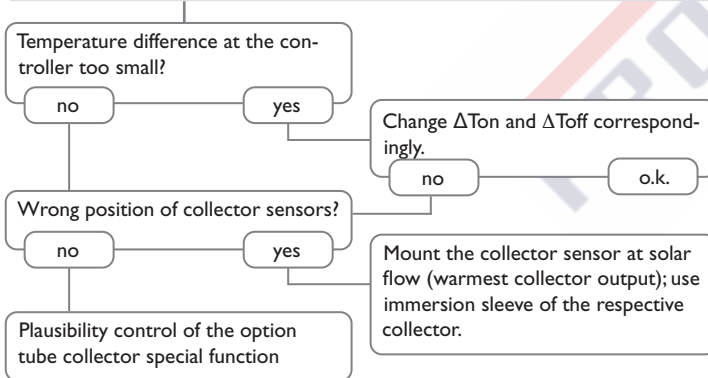 Temperature difference at the con-
troller too small?
no
yes
Change ΔTon and ΔToff correspond-
ingly.
no
o.k.
Wrong position of collector sensors?
no
yes
Mount the collector sensor at solar
flow (warmest collector output); use
immersion sleeve of the respective
collector.
Plausibility control of the option
tube collector special function